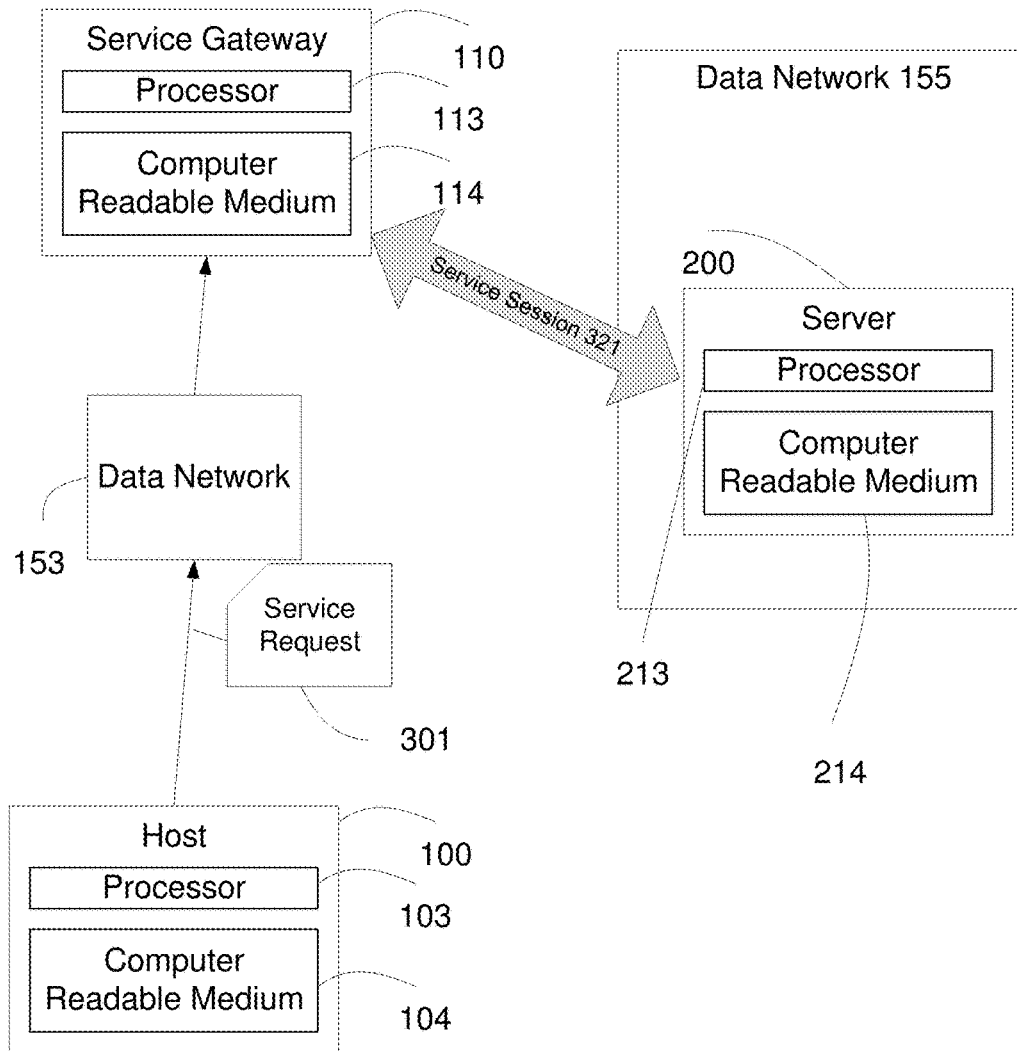 Service Gateway
110
Processor
113
Computer
Readable Medium
114
Data Network 155
Service Session 321
200
Server
Processor
Computer
Readable Medium
213
214
Data Network
153
Service
Request
301
Host
100
Processor
103
Computer
Readable Medium
104